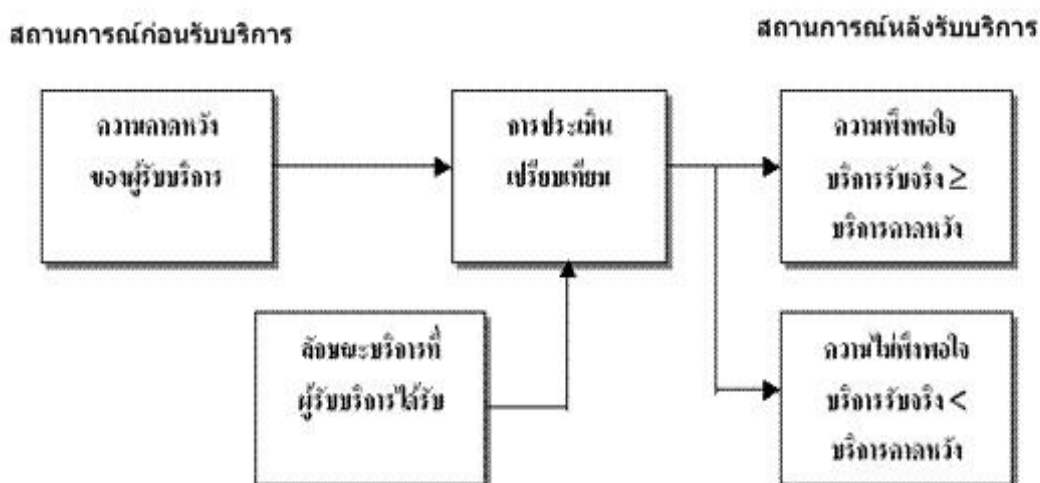 สถานการณ์ก่อนรับบริการ
สถานการณ์หลังรับบริการ
ความคาดหวัง
ของผู้รับบริการ
การประเมิน
เปรียบเทียบ
ความพึงพอใจ
บริการรับจริง ≥
บริการคาดหวัง
ลักษณะบริการที่
ผู้รับบริการได้รับ
ความไม่พึงพอใจ
บริการรับจริง <
บริการคาดหวัง